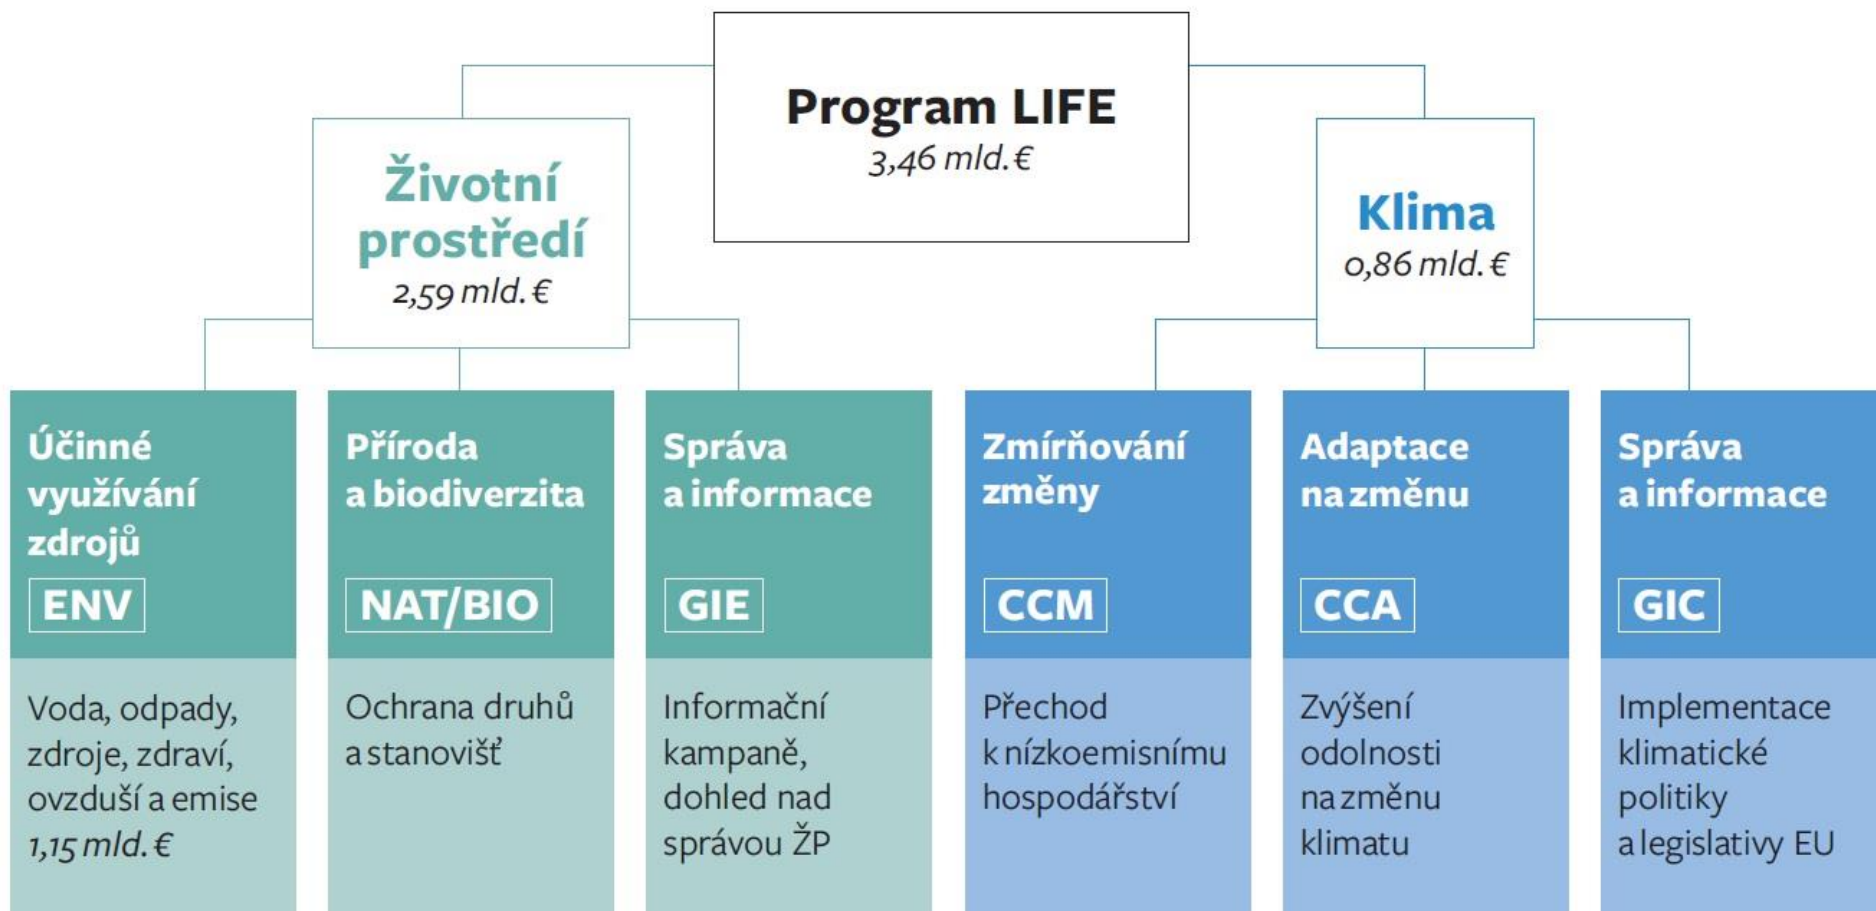 Program LIFE
3,46 mld. €
Životní
prostředí
2,59 mld. €
Klima
0,86 mld. €
Účinné
využívání
zdrojů
ENV
Voda, odpady,
zdroje, zdraví,
ovzduší a emise
1,15 mld. €
Příroda
a biodiverzita
NAT/BIO
Ochrana druhů
a stanovišť
Správa
a informace
GIE
Informační
kampaně,
dohled nad
správou ŽP
Zmírňování
změny
CCM
Přechod
k nízkoemisnímu
hospodářství
Adaptace
na změnu
CCA
Zvýšení
odolnosti
na změnu
klimatu
Správa
a informace
GIC
Implementace
klimatické
politiky
a legislativy EU